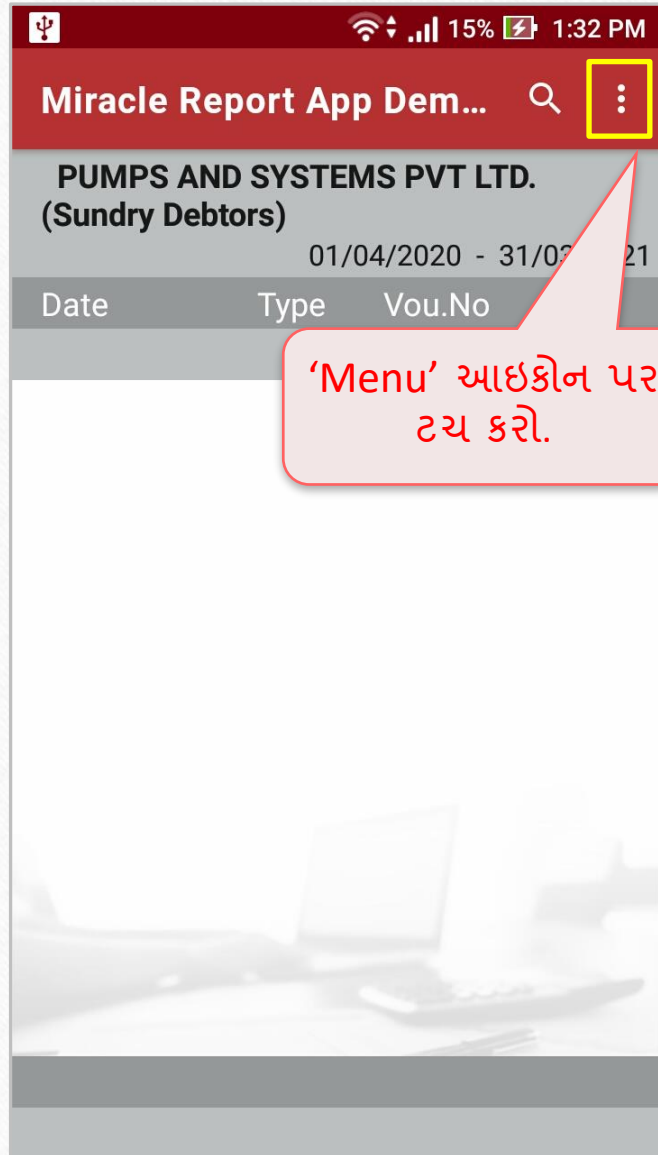 15% 1:32 PM
Miracle Report App Dem...
PUMPS AND SYSTEMS PVT LTD.
(Sundry Debtors)
01/04/2020 - 31/03 21
Date Type Vou.No
‘Menu’ આઇકોન પર
ટચ કરો.